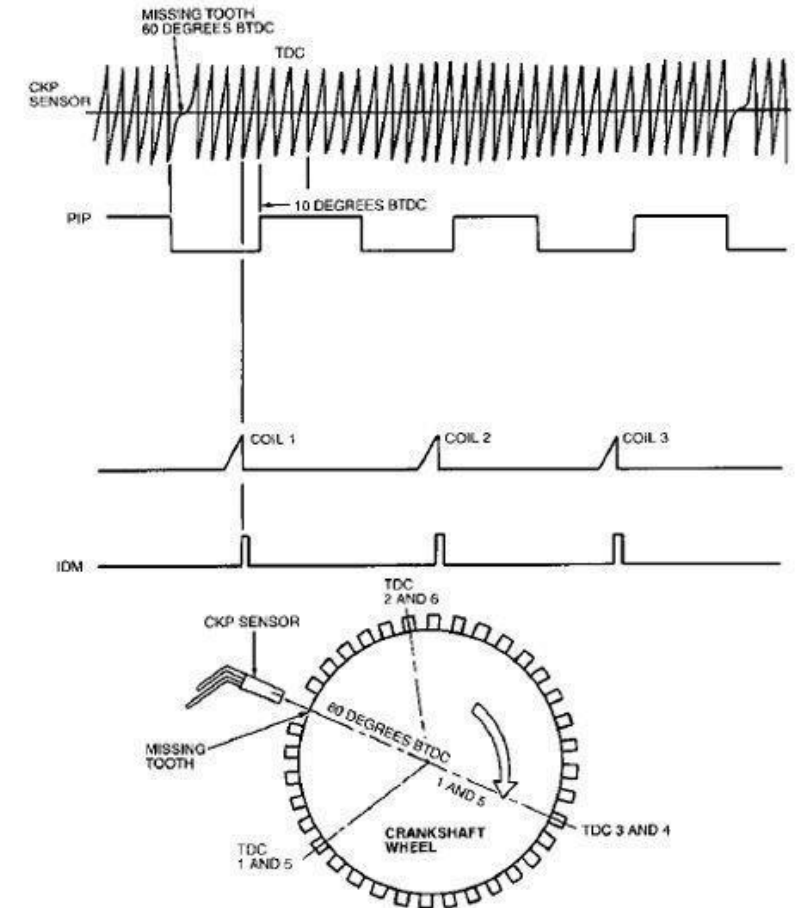 MISSING TOOTH
60 DEGREES BTDC
TDC
CKP
SENSOR
10 DEGREES BTDC
PIP
COIL 1
COIL 2
COIL 3
IDM
TDC
2 AND 6
CKP SENSOR
60 DEGREES BTDC
1 AND 5
MISSING
TOOTH
CRANKSHAFT
WHEEL
TDC 3 AND 4
TDC
1 AND 5